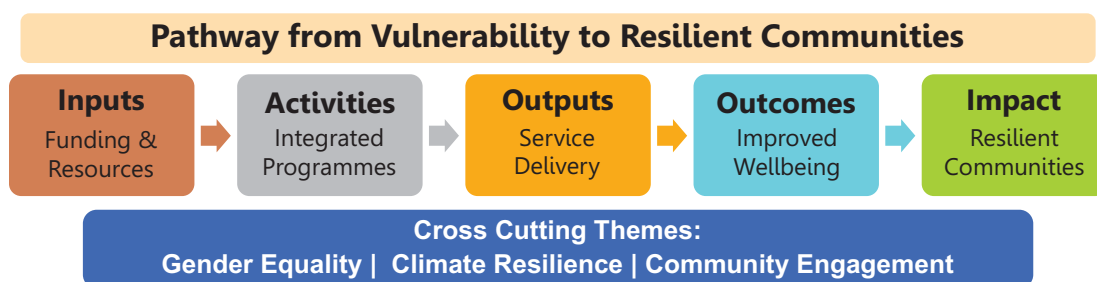 Pathway from Vulnerability to Resilient Communities
Inputs
Funding &
Resources
Activities
Integrated
Programmes
Outputs
Service
Delivery
Outcomes
Improved
Wellbeing
Impact
Resilient
Communities
Cross Cutting Themes:
Gender Equality | Climate Resilience | Community Engagement